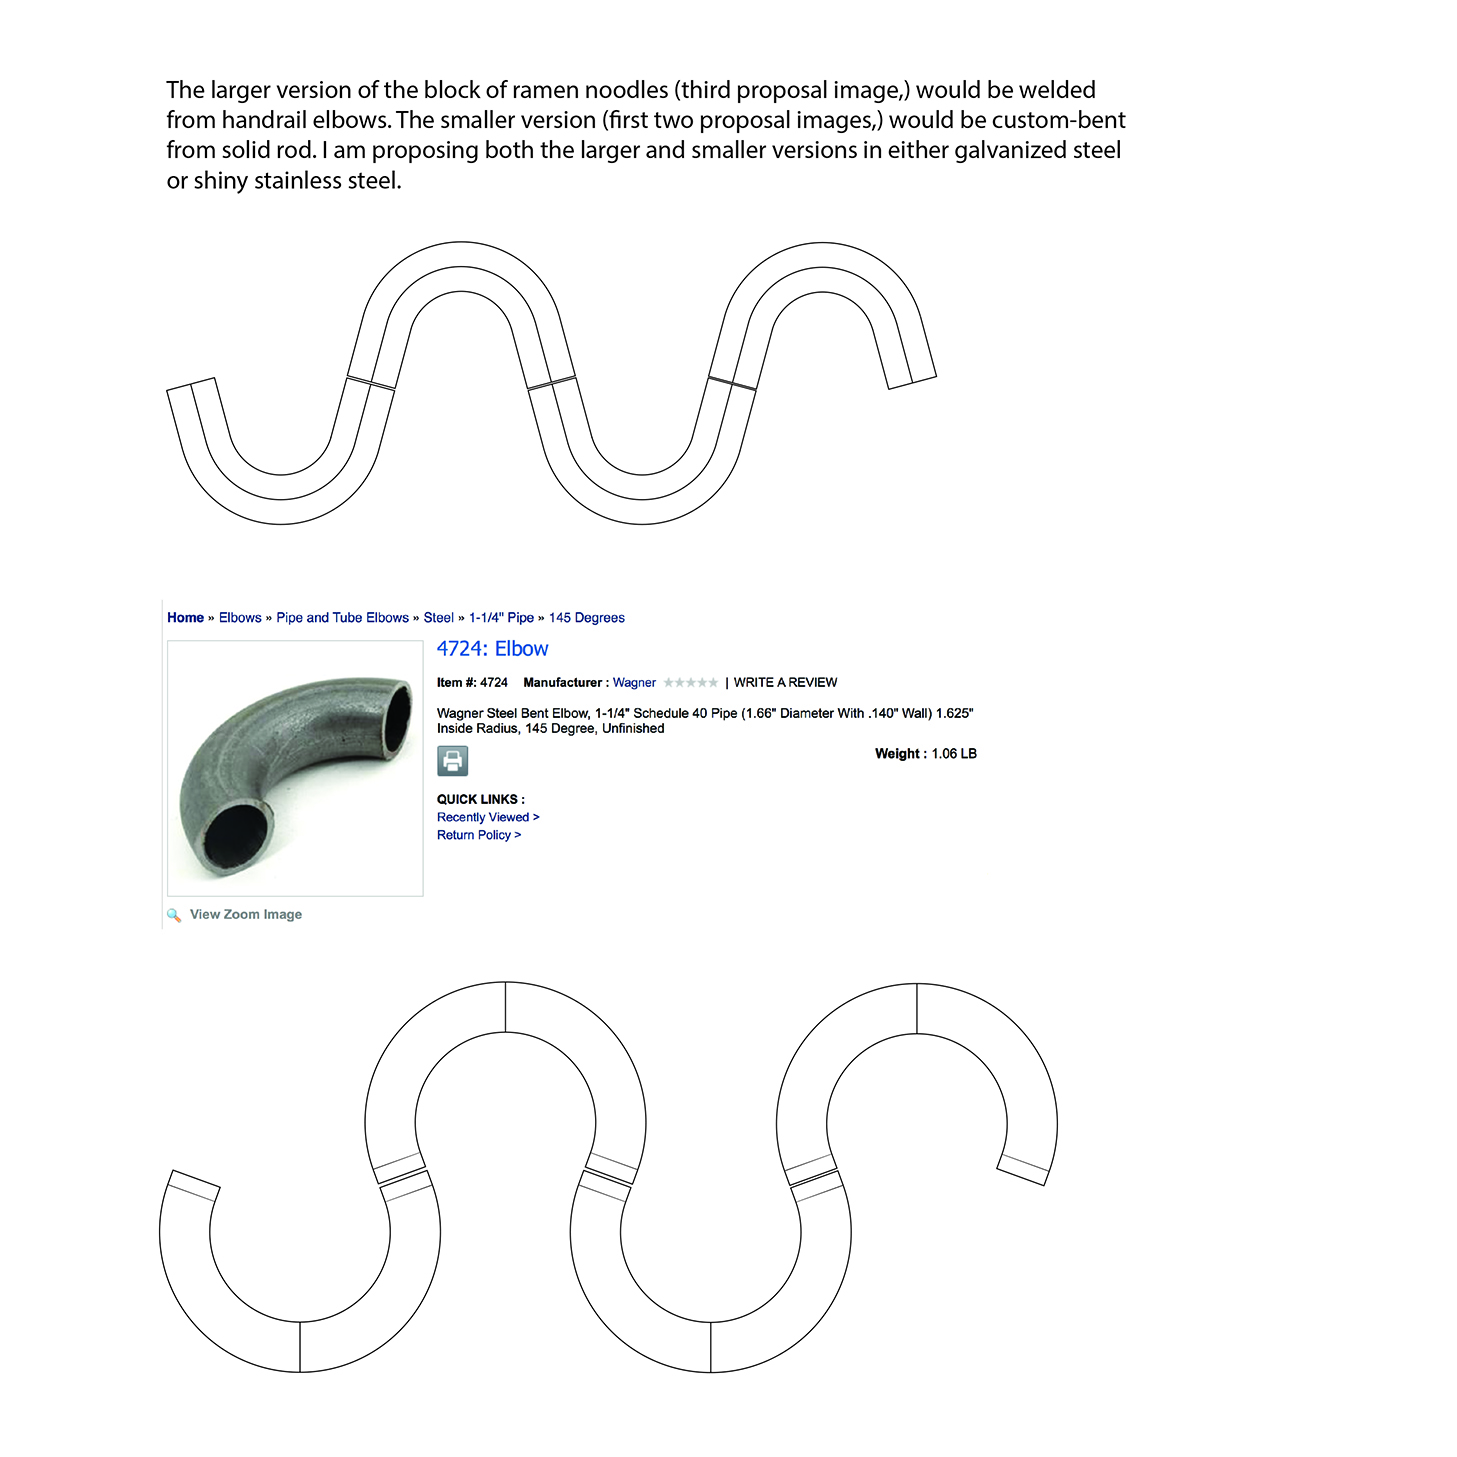 The larger version of the block of ramen noodles (third proposal image,) would be welded
from handrail elbows. The smaller version (first two proposal images,) would be custom-bent
from solid rod. I am proposing both the larger and smaller versions in either galvanized steel
or shiny stainless steel.
Home » Elbows » Pipe and Tube Elbows » Steel » 1-1/4" Pipe » 145 Degrees
4724: Elbow
Item #: 4724 Manufacturer : Wagner | WRITE A REVIEW
Wagner Steel Bent Elbow, 1-1/4" Schedule 40 Pipe (1.66" Diameter With .140" Wall) 1.625"
Inside Radius, 145 Degree, Unfinished
Weight : 1.06 LB
QUICK LINKS :
Recently Viewed >
Return Policy >
View Zoom Image